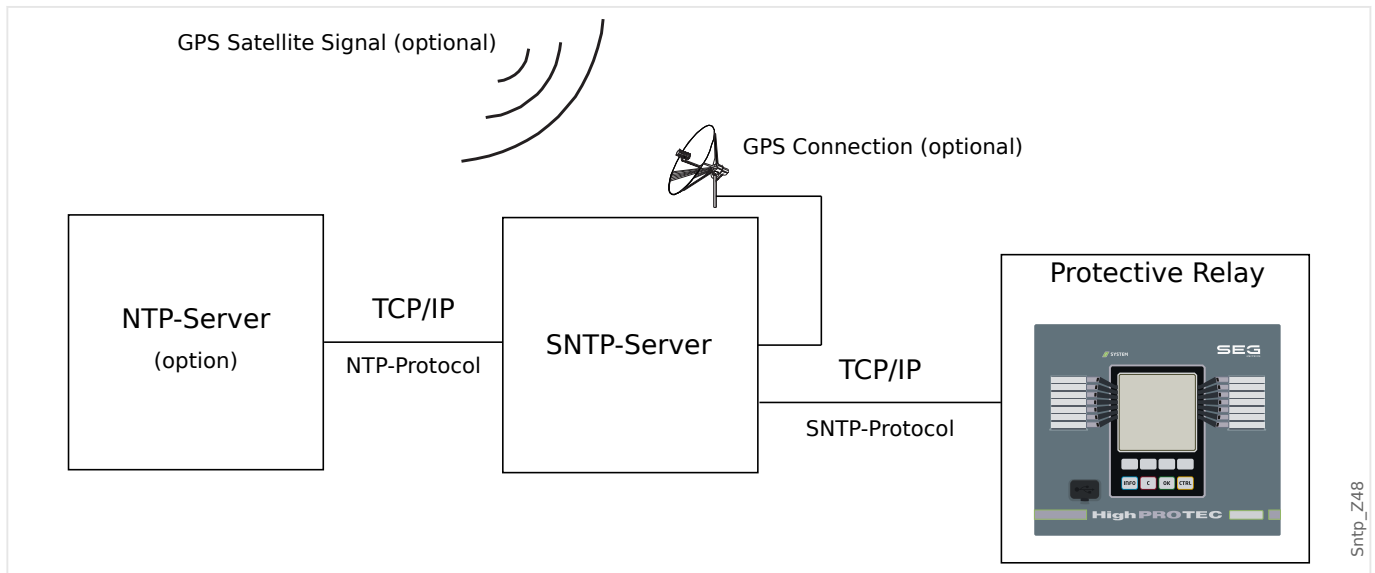 GPS Satellite Signal (optional)
GPS Connection (optional)
NTP-Server
(option)
TCP/IP
NTP-Protocol
SNTP-Server
TCP/IP
SNTP-Protocol
Protective Relay
SYSTEM
SEG
INFO C OK CTRL
HighPROTEC
Sntp_Z48